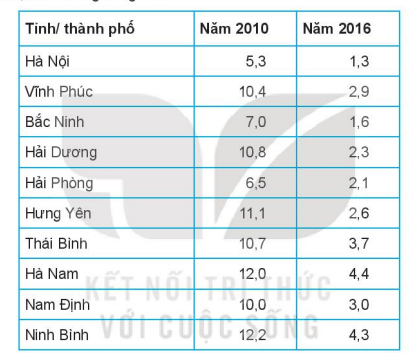 Tỉnh/ thành phố Năm 2010 Năm 2016
Hà Nội 5,3 1,3
Vĩnh Phúc 10,4 2,9
Bắc Ninh 7,0 1,6
Hải Dương 10,8 2,3
Hải Phòng 6,5 2,1
Hưng Yên 11,1 2,6
Thái Bình 10,7 3,7
Hà Nam 12,0 4,4
KẾT NỐI TRI THỨC
Nam Định 10,0 3,0
VỚI CUỘC SỐNG
Ninh Bình 12,2 4,3